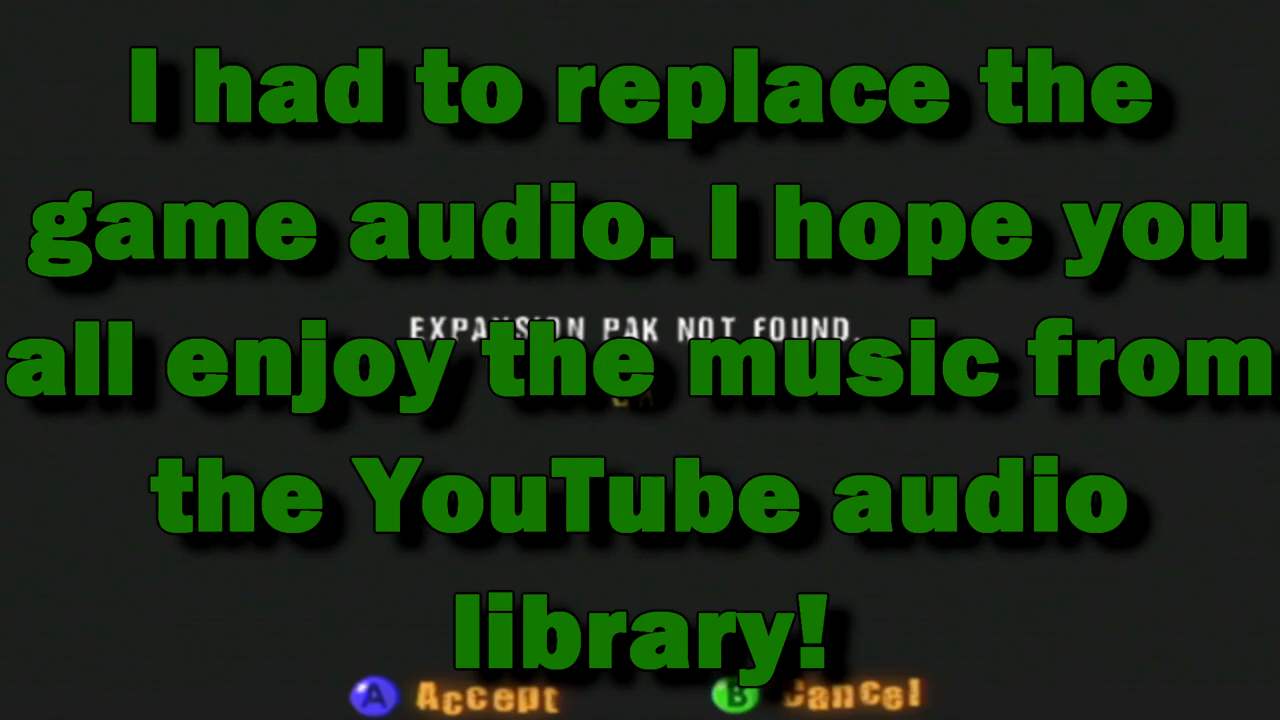 I had to replace the
game audio. I hope you
EXPANSION PAK NOT FOUND.
all enjoy the music from
the YouTube audio
library!
A Accept B Cancel